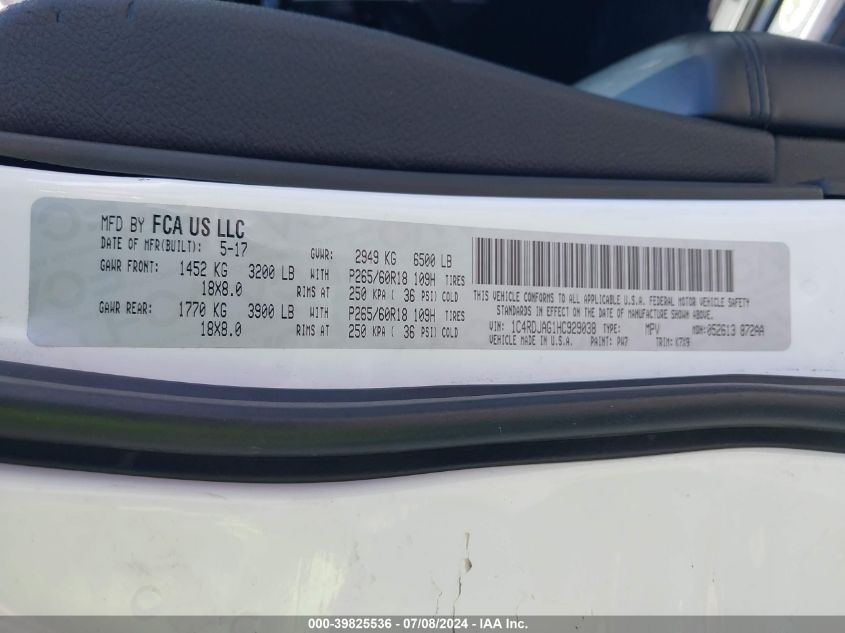 MFD BY FCA US LLC
DATE OF MFR(BUILT): 5-17 GVWR: 2949 KG 6500 LB
GAWR FRONT: 1452 KG 3200 LB WITH P265/60R18 109H TIRES
18X8.0 RIMS AT 250 KPA ( 36 PSI) COLD
GAWR REAR: 1770 KG 3900 LB WITH P265/60R18 109H TIRES
18X8.0 RIMS AT 250 KPA ( 36 PSI) COLD
THIS VEHICLE CONFORMS TO ALL APPLICABLE U.S.A. FEDERAL MOTOR VEHICLE SAFETY
STANDARDS IN EFFECT ON THE DATE OF MANUFACTURE SHOWN ABOVE.
VIN: 1C4RDJAG1HC929038 TYPE: MPV MDH: 052613 872AA
VEHICLE MADE IN U.S.A. PAINT: PW7 TRIM: K7X9
000-39825536 - 07/08/2024 - IAA Inc.